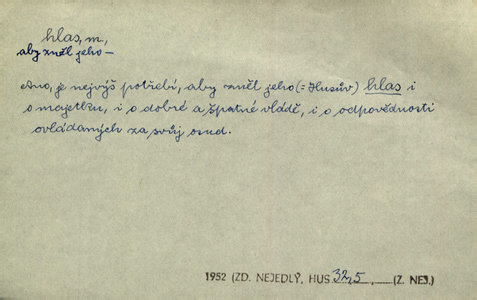 hlas, m.,
aby zněl jeho –
Ano, je nejvýš potřebí, aby zněl jeho (= Husův) hlas i
o majetku, i o dobré a špatné vládě, i o odpovědnosti
ovládaných za svůj osud.
1952 (ZD. NEJEDLÝ, HUS 32,5 , (Z. NEJ.)